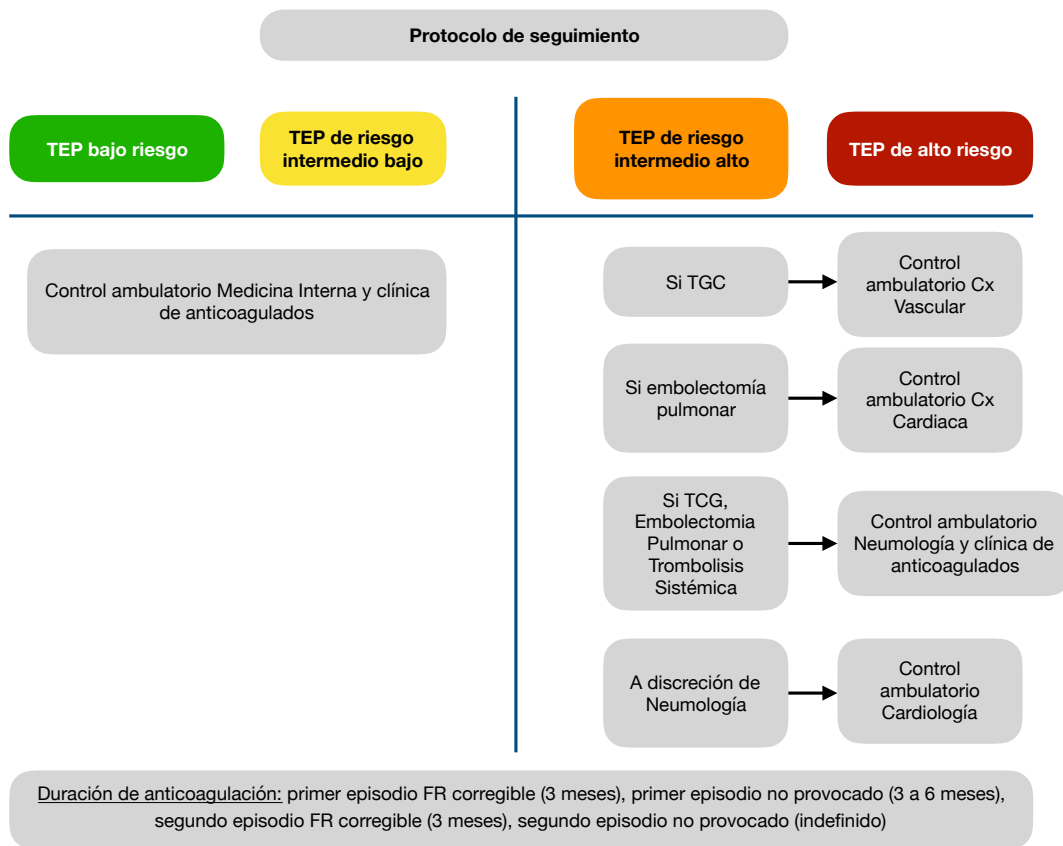 Protocolo de seguimiento
TEP bajo riesgo
TEP de riesgo
intermedio bajo
TEP de riesgo
intermedio alto
TEP de alto riesgo
Control ambulatorio Medicina Interna y clínica
de anticoagulados
Si TGC
Control
ambulatorio Cx
Vascular
Si embolectomía
pulmonar
Control
ambulatorio Cx
Cardiaca
Si TCG,
Embolectomia
Pulmonar o
Trombolisis
Sistémica
Control ambulatorio
Neumología y clínica de
anticoagulados
A discreción de
Neumología
Control
ambulatorio
Cardiología
Duración de anticoagulación: primer episodio FR corregible (3 meses), primer episodio no provocado (3 a 6 meses),
segundo episodio FR corregible (3 meses), segundo episodio no provocado (indefinido)